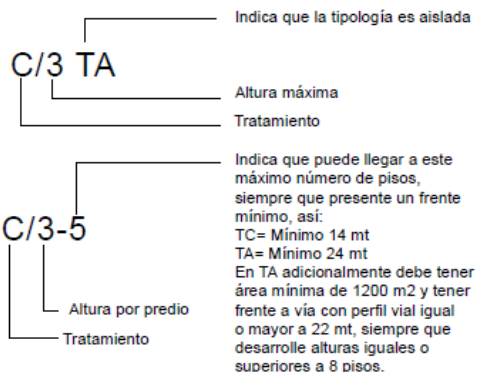 Indica que la tipología es aislada
C/3 TA
Altura máxima
Tratamiento
Indica que puede llegar a este
máximo número de pisos,
siempre que presente un frente
mínimo, así:
TC= Mínimo 14 mt
TA= Mínimo 24 mt
En TA adicionalmente debe tener
área mínima de 1200 m2 y tener
frente a vía con perfil vial igual
o mayor a 22 mt, siempre que
desarrolle alturas iguales o
superiores a 8 pisos.
C/3-5
Altura por predio
Tratamiento